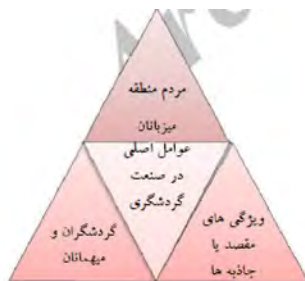 مردم منطقه
میزبانان
عوامل اصلی
در صنعت
گردشگری
گردشگران و
میهمانان
ویژگی های
مقصد یا
جاذبه ها